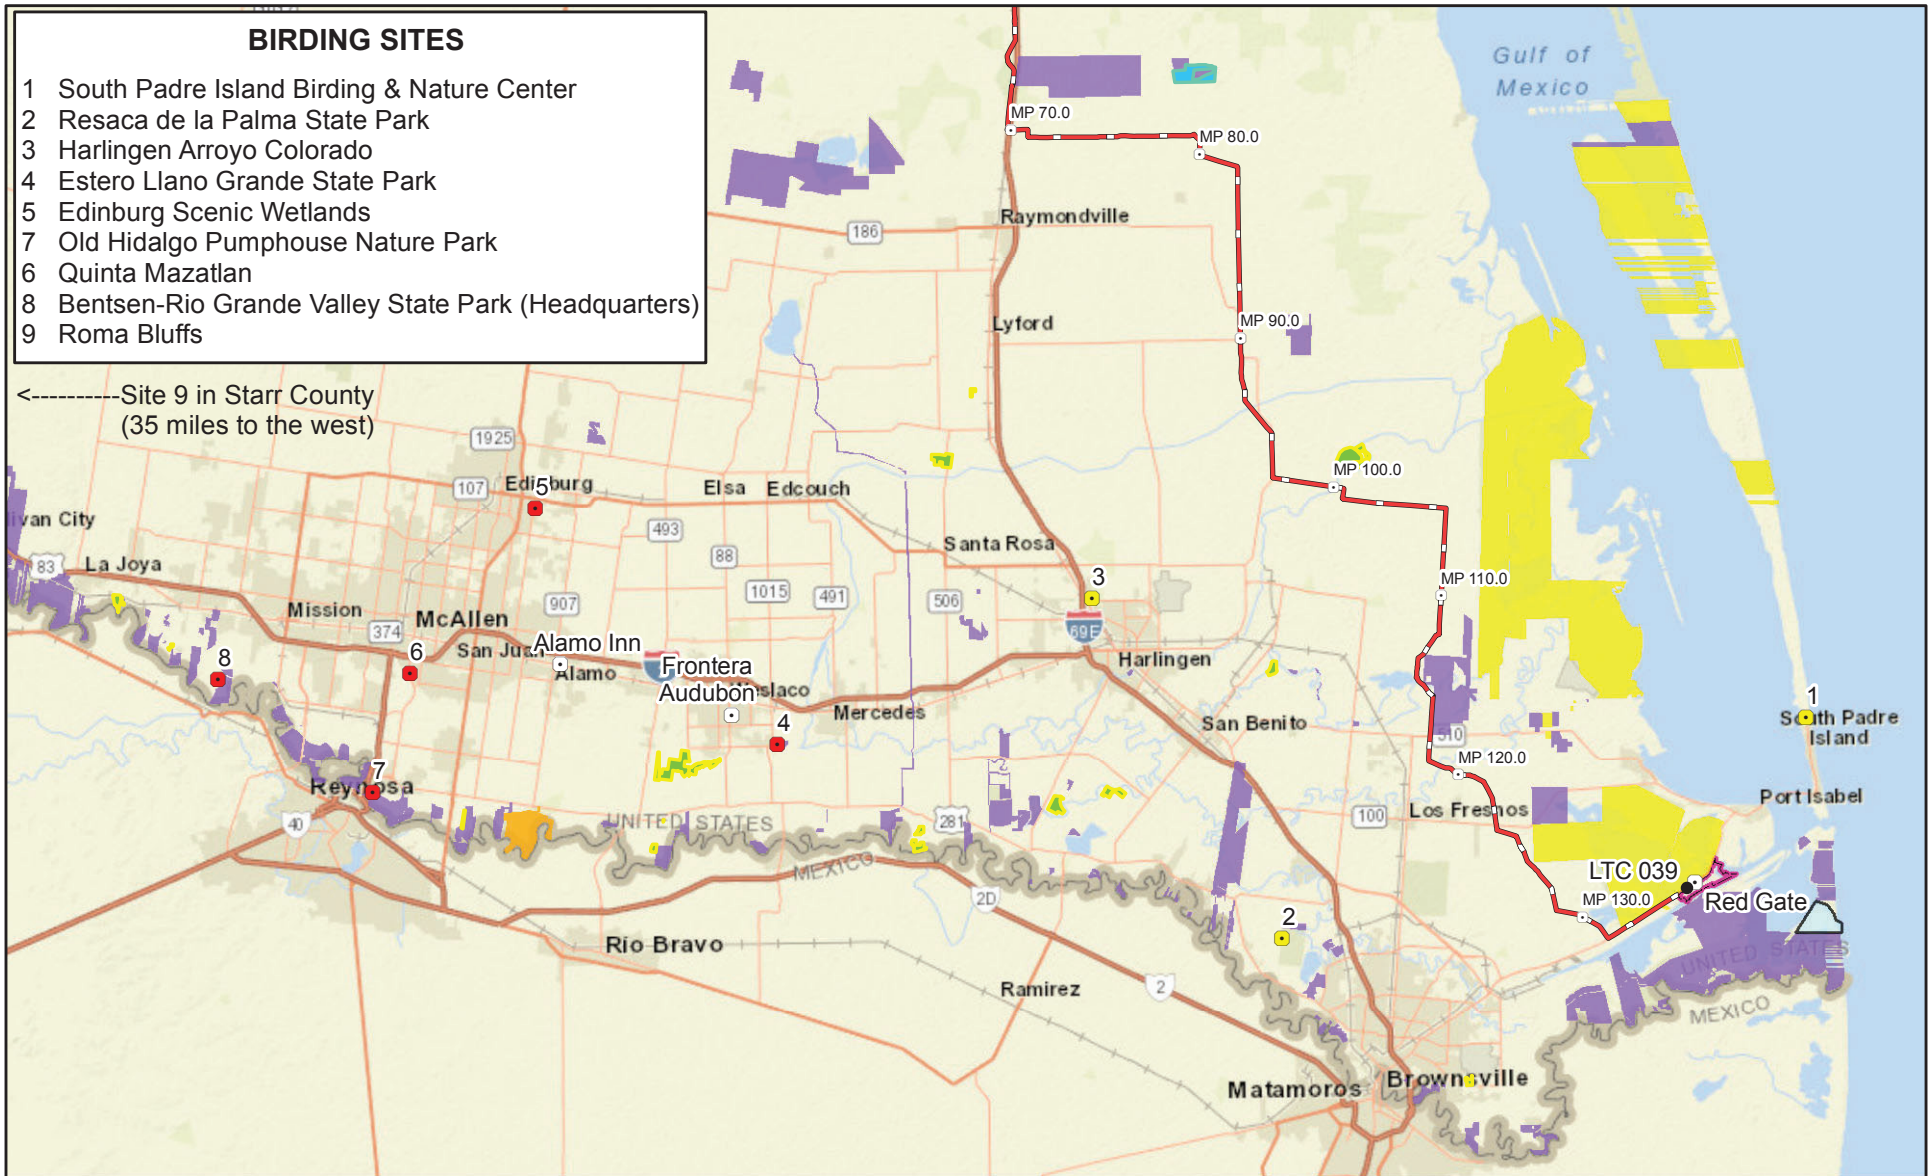 BIRDING SITES
1 South Padre Island Birding & Nature Center
2 Resaca de la Palma State Park
3 Harlingen Arroyo Colorado
4 Estero Llano Grande State Park
5 Edinburg Scenic Wetlands
7 Old Hidalgo Pumphouse Nature Park
6 Quinta Mazatlan
8 Bentsen-Rio Grande Valley State Park (Headquarters)
9 Roma Bluffs
<----------Site 9 in Starr County
(35 miles to the west)
Gulf of
Mexico
MP 70.0
MP 80.0
186
Raymondville
Lyford
MP 90.0
1925
107
Edinburg
5
Elsa
Edcouch
MP 100.0
493
88
Santa Rosa
ivan City
83
La Joya
1015
491
506
907
3
69E
MP 110.0
Mission
374
McAllen
San Juan
Alamo Inn
Alamo
Frontera
Audubon
Weslaco
Harlingen
8
6
4
Mercedes
San Benito
510
1
South Padre
Island
MP 120.0
7
Reynosa
40
UNITED STATES
MEXICO
281
100
Los Fresnos
Port Isabel
LTC 039
MP 130.0
Red Gate
2D
2
Rio Bravo
Ramirez
2
UNITED STATES
MEXICO
Matamoros
Brownsville